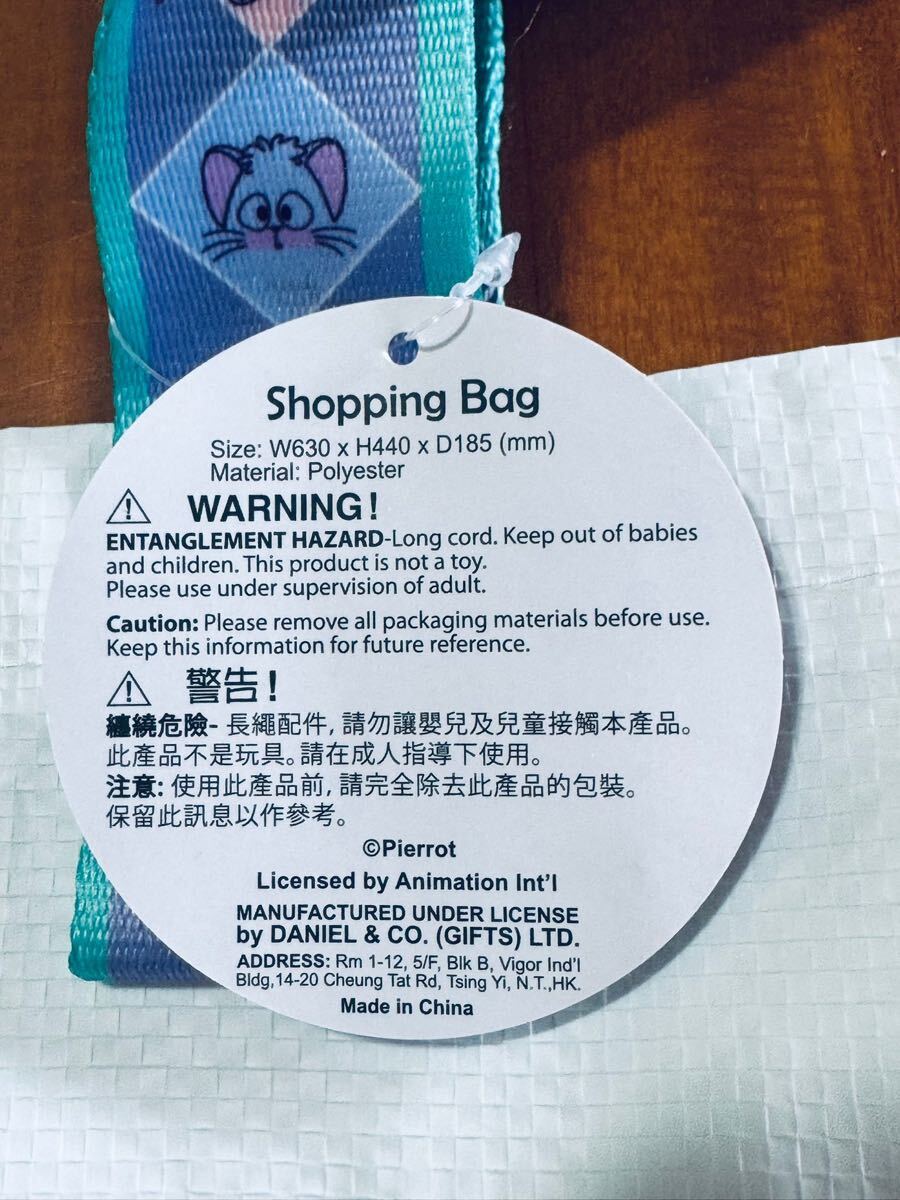 Shopping Bag
Size: W630 x H440 x D185 (mm)
Material: Polyester
WARNING!
ENTANGLEMENT HAZARD-Long cord. Keep out of babies
and children. This product is not a toy.
Please use under supervision of adult.
Caution: Please remove all packaging materials before use.
Keep this information for future reference.
警告!
纏繞危險- 長繩配件, 請勿讓嬰兒及兒童接觸本產品。
此產品不是玩具。請在成人指導下使用。
注意: 使用此產品前, 請完全除去此產品的包裝。
保留此訊息以作參考。
©Pierrot
Licensed by Animation Int'l
MANUFACTURED UNDER LICENSE
by DANIEL & CO. (GIFTS) LTD.
ADDRESS: Rm 1-12, 5/F, Blk B, Vigor Ind'l
Bldg,14-20 Cheung Tat Rd, Tsing Yi, N.T.,HK.
Made in China